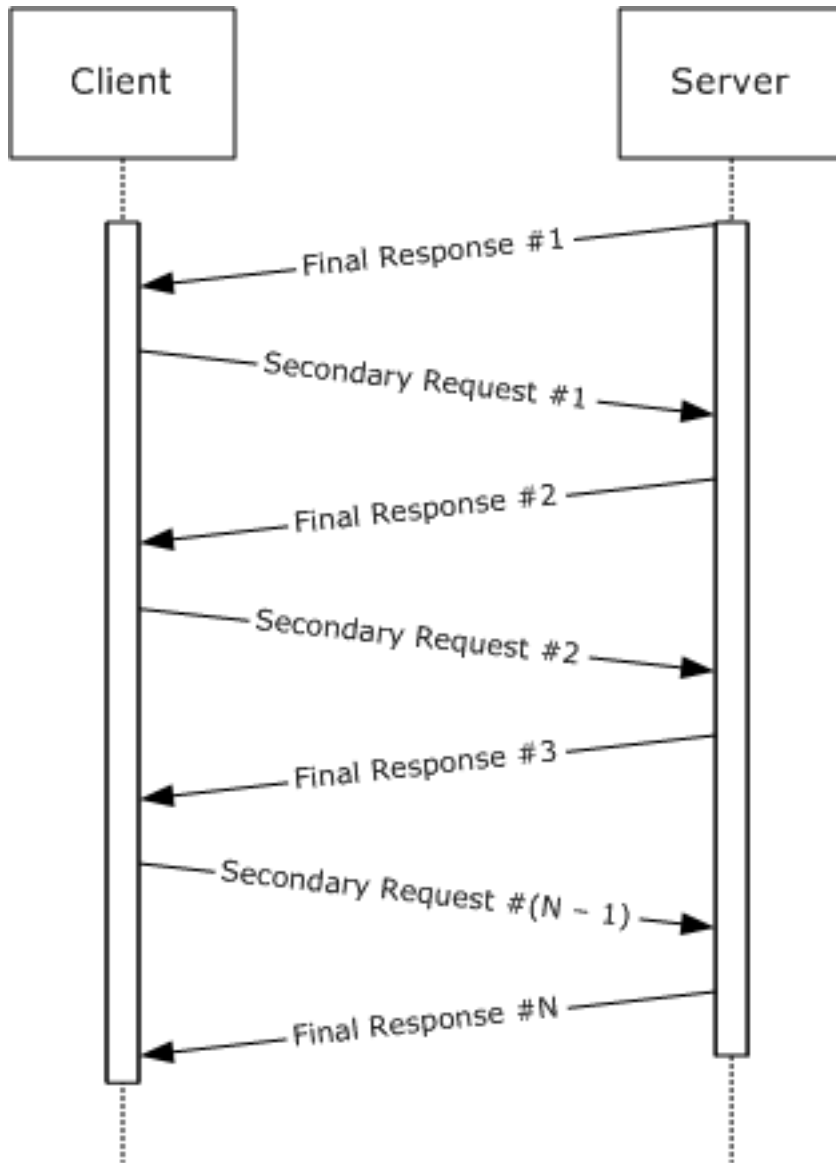 Client
Server
Final Response #1
Secondary Request #1
Final Response #2
Secondary Request #2
Final Response #3
Secondary Request #(N – 1)
Final Response #N